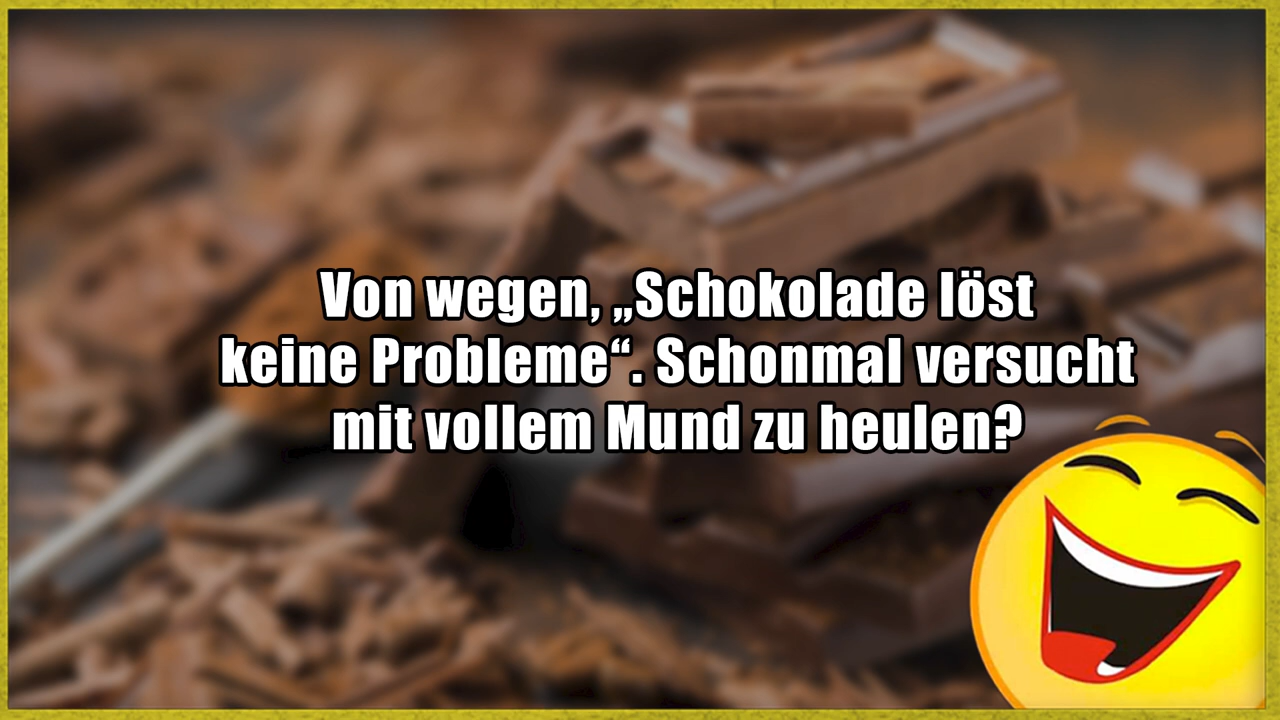 Von wegen, „Schokolade löst
keine Probleme“. Schonmal versucht
mit vollem Mund zu heulen?